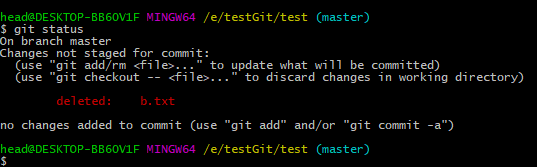 head@DESKTOP-BB6OV1F MINGW64 /e/testGit/test (master)
$ git status
On branch master
Changes not staged for commit:
  (use "git add/rm <file>..." to update what will be committed)
  (use "git checkout -- <file>..." to discard changes in working directory)
        deleted:    b.txt
no changes added to commit (use "git add" and/or "git commit -a")
head@DESKTOP-BB6OV1F MINGW64 /e/testGit/test (master)
$